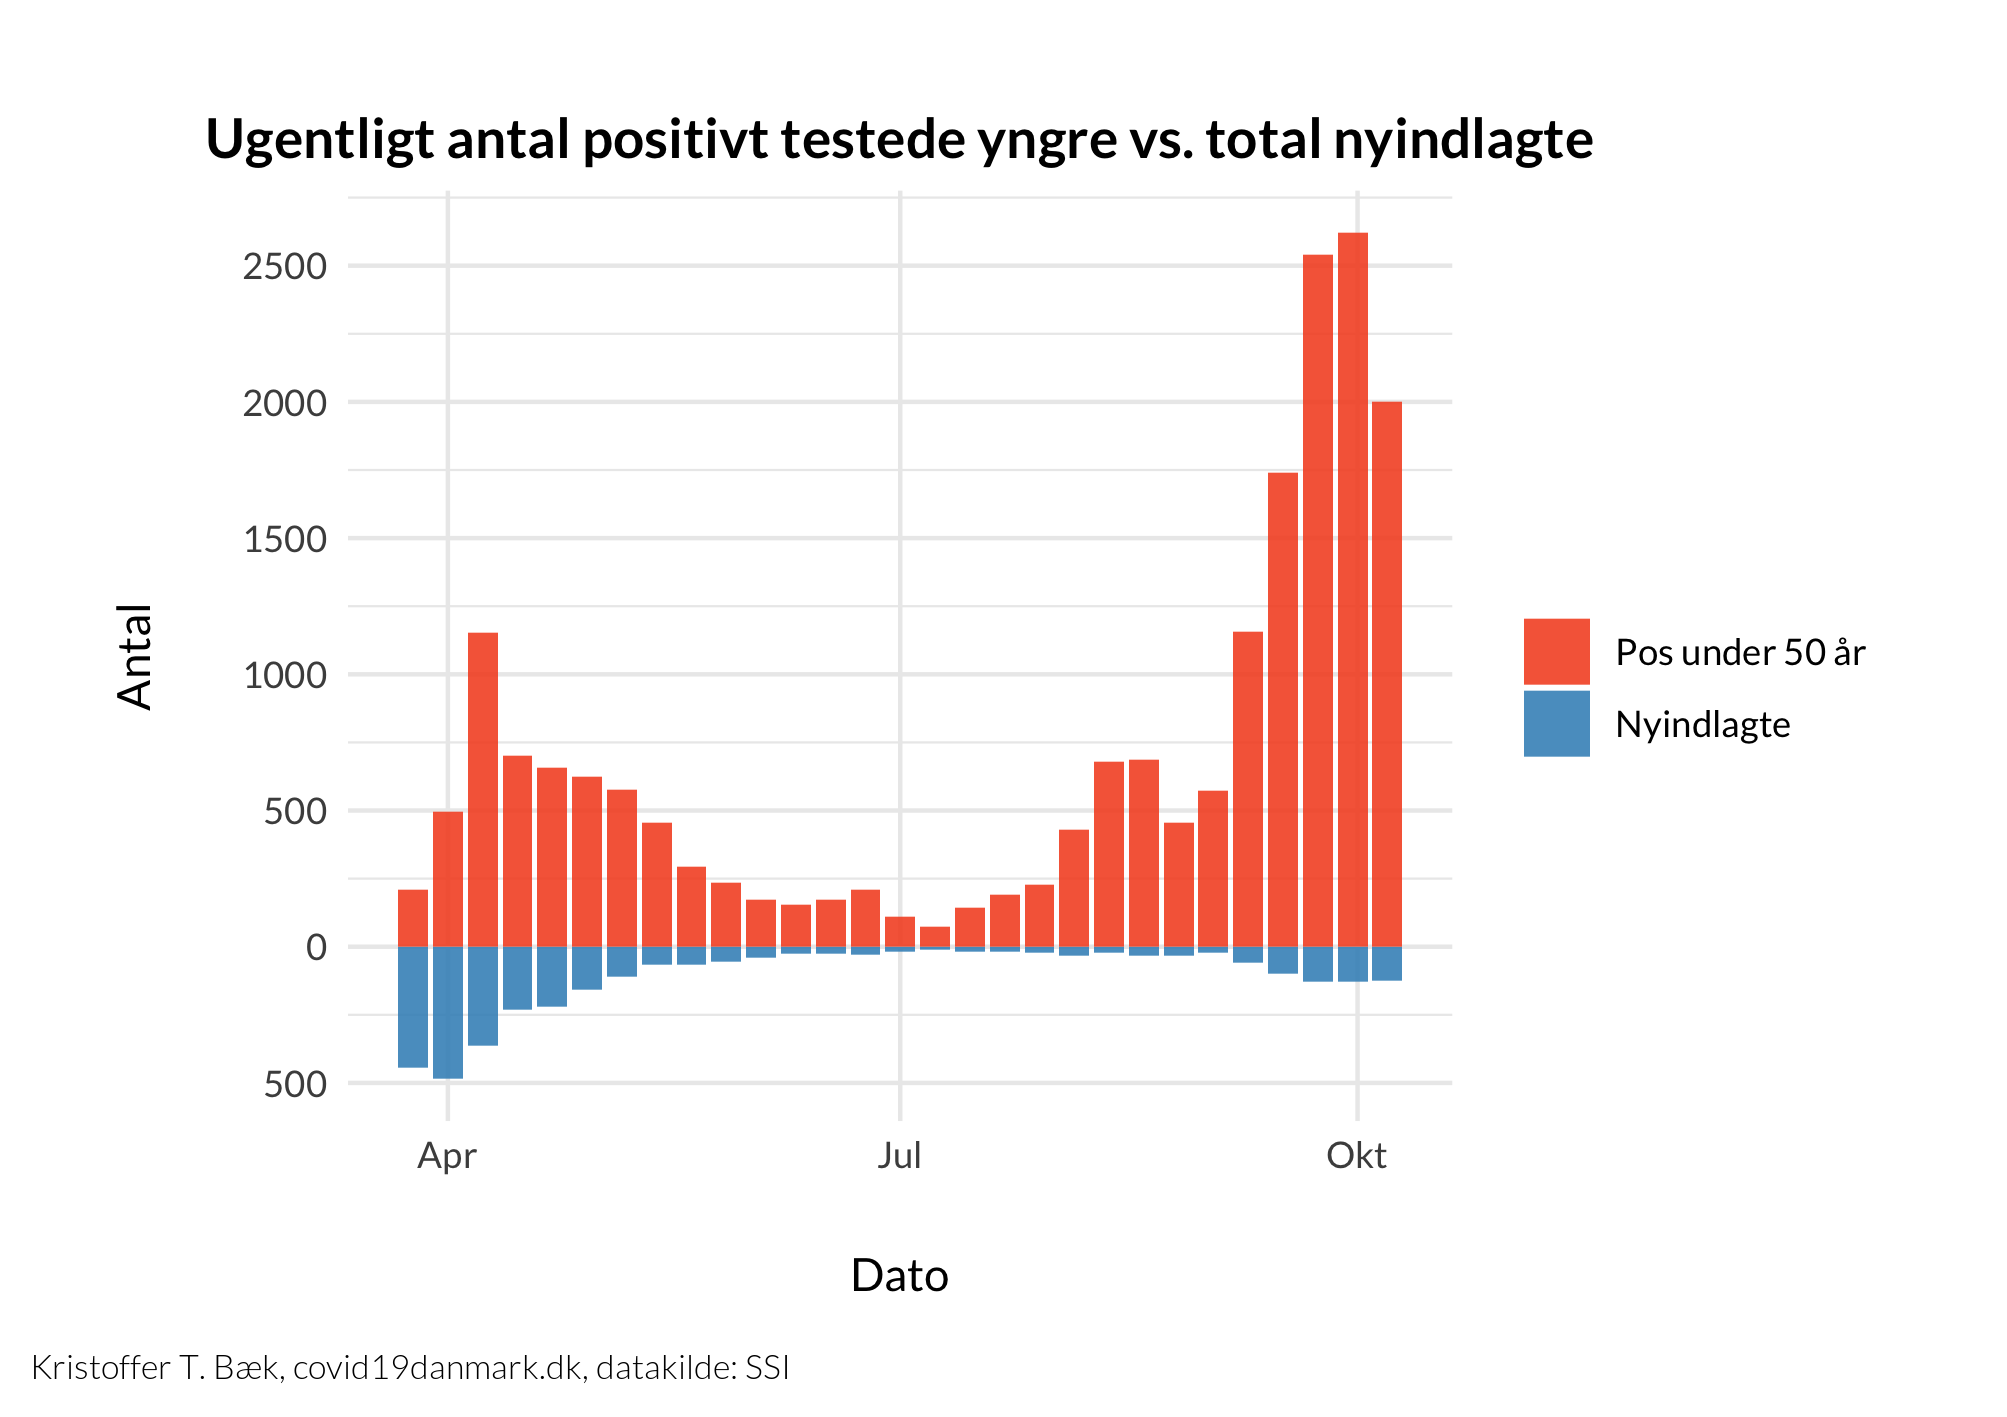 Ugentligt antal positivt testede yngre vs. total nyindlagte
2500
2000
1500
1000
500
0
500
Antal
Apr
Jul
Okt
Dato
Pos under 50 år
Nyindlagte
Kristoffer T. Bæk, covid19danmark.dk, datakilde: SSI